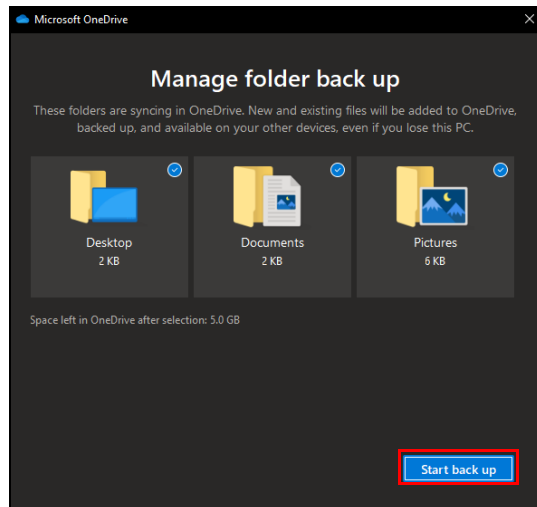 Microsoft OneDrive
Manage folder back up
These folders are syncing in OneDrive. New and existing files will be added to OneDrive,
backed up, and available on your other devices, even if you lose this PC.
Desktop
2 KB
Documents
2 KB
Pictures
6 KB
Space left in OneDrive after selection: 5.0 GB
Start back up